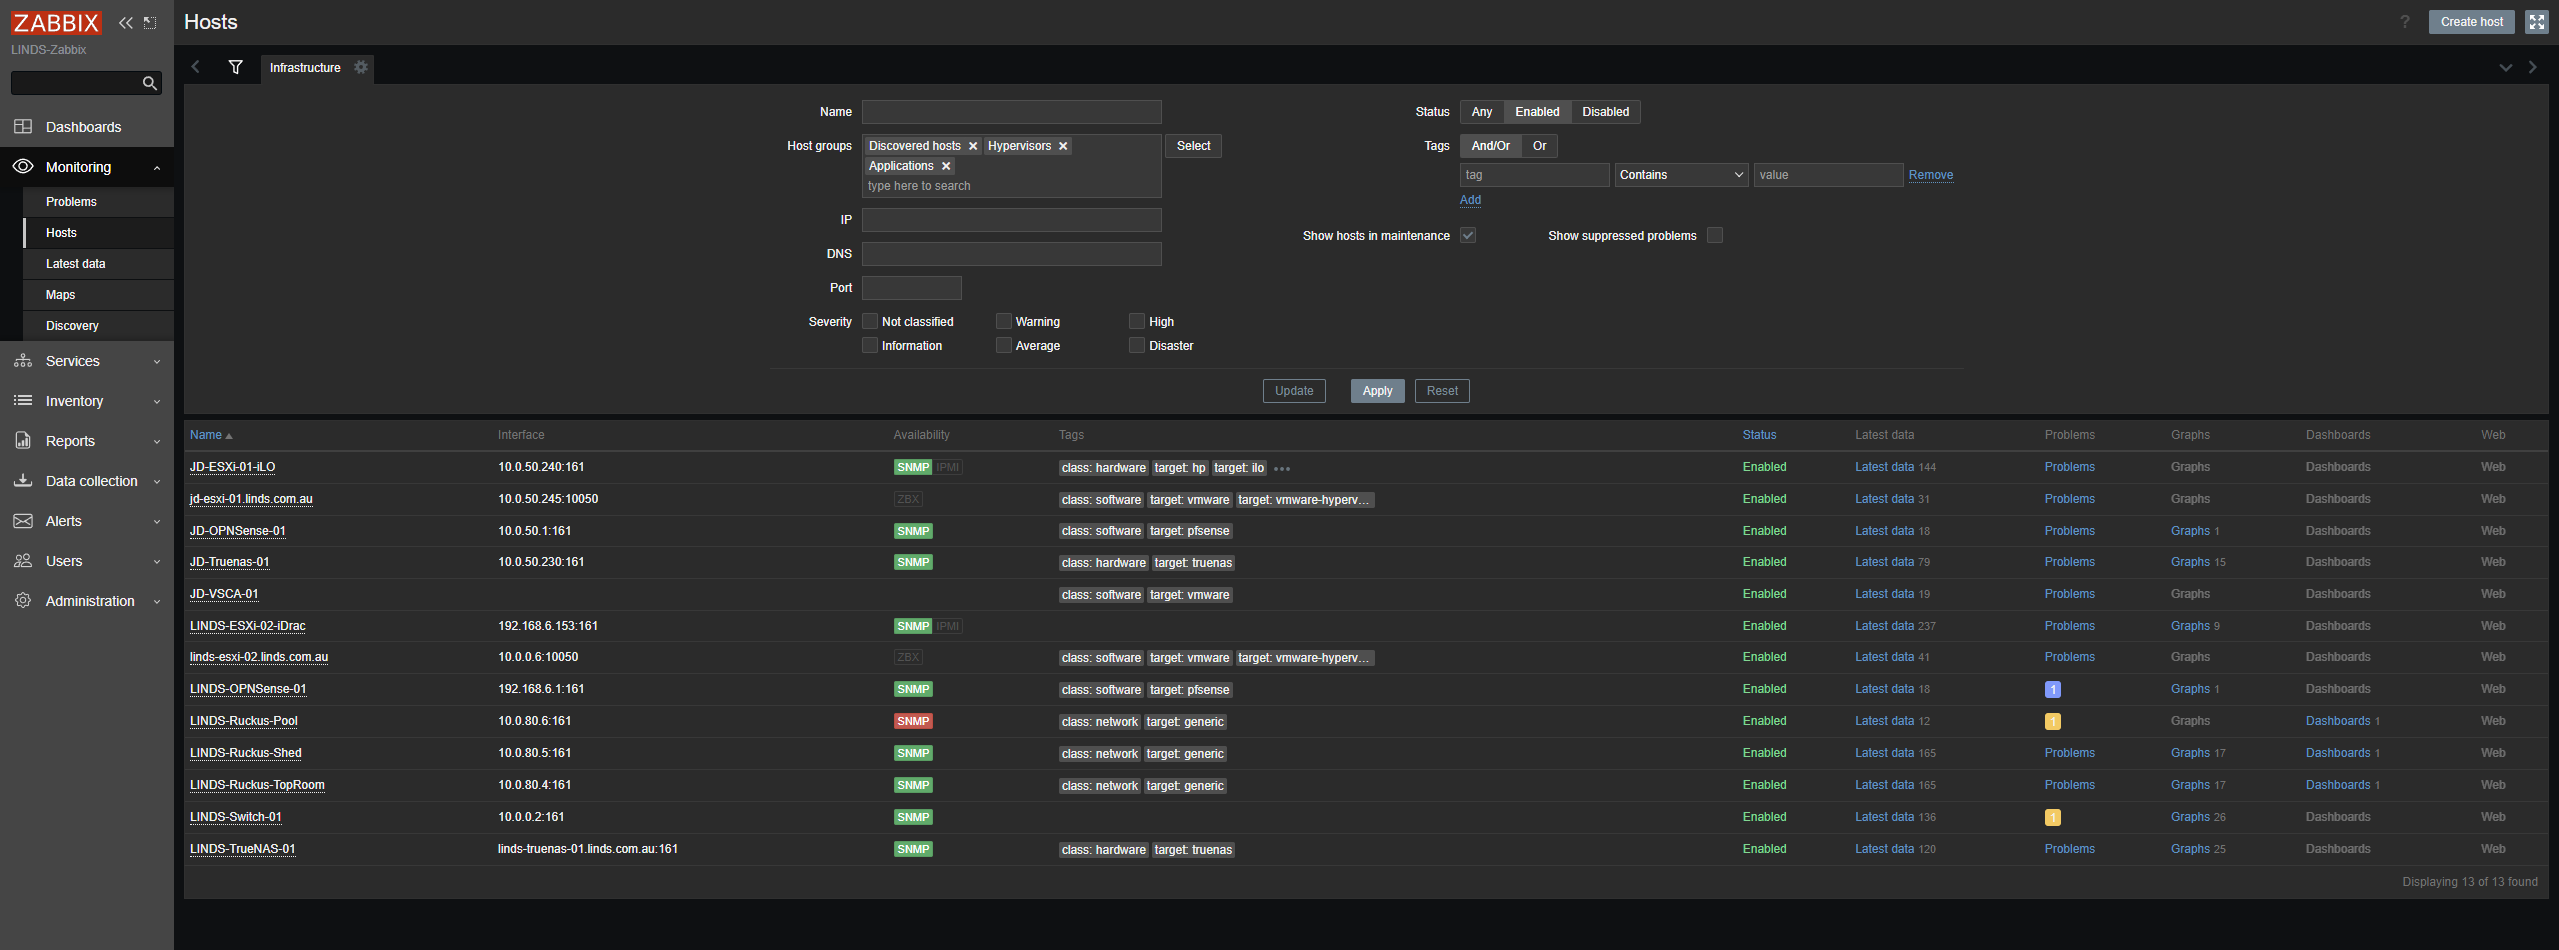 ZABBIX
LINDS-Zabbix
Dashboards
Monitoring
Problems
Hosts
Latest data
Maps
Discovery
Services
Inventory
Reports
Data collection
Alerts
Users
Administration
Hosts
? Create host
Infrastructure
Name
Host groups Discovered hosts Hypervisors Select
Applications
type here to search
IP
DNS
Port
Severity Not classified Warning High
Information Average Disaster
Status Any Enabled Disabled
Tags And/Or Or
tag Contains value Remove
Add
Show hosts in maintenance Show suppressed problems
Update Apply Reset
Name Interface Availability Tags Status Latest data Problems Graphs Dashboards Web
JD-ESXi-01-iLO 10.0.50.240:161 SNMP IPMI class: hardware target: hp target: ilo ••• Enabled Latest data 144 Problems Graphs Dashboards Web
jd-esxi-01.linds.com.au 10.0.50.245:10050 ZBX class: software target: vmware target: vmware-hyperv... Enabled Latest data 31 Problems Graphs Dashboards Web
JD-OPNSense-01 10.0.50.1:161 SNMP class: software target: pfsense Enabled Latest data 18 Problems Graphs 1 Dashboards Web
JD-Truenas-01 10.0.50.230:161 SNMP class: hardware target: truenas Enabled Latest data 79 Problems Graphs 15 Dashboards Web
JD-VSCA-01 class: software target: vmware Enabled Latest data 19 Problems Graphs Dashboards Web
LINDS-ESXi-02-iDrac 192.168.6.153:161 SNMP IPMI Enabled Latest data 237 Problems Graphs 9 Dashboards Web
linds-esxi-02.linds.com.au 10.0.0.6:10050 ZBX class: software target: vmware target: vmware-hyperv... Enabled Latest data 41 Problems Graphs Dashboards Web
LINDS-OPNSense-01 192.168.6.1:161 SNMP class: software target: pfsense Enabled Latest data 18 1 Graphs 1 Dashboards Web
LINDS-Ruckus-Pool 10.0.80.6:161 SNMP class: network target: generic Enabled Latest data 12 1 Graphs Dashboards 1 Web
LINDS-Ruckus-Shed 10.0.80.5:161 SNMP class: network target: generic Enabled Latest data 165 Problems Graphs 17 Dashboards 1 Web
LINDS-Ruckus-TopRoom 10.0.80.4:161 SNMP class: network target: generic Enabled Latest data 165 Problems Graphs 17 Dashboards 1 Web
LINDS-Switch-01 10.0.0.2:161 SNMP Enabled Latest data 136 1 Graphs 26 Dashboards Web
LINDS-TrueNAS-01 linds-truenas-01.linds.com.au:161 SNMP class: hardware target: truenas Enabled Latest data 120 Problems Graphs 25 Dashboards Web
Displaying 13 of 13 found